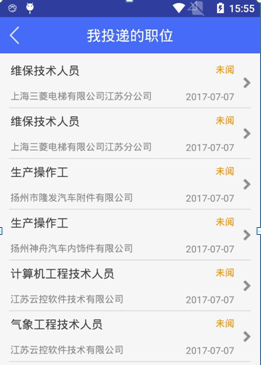 15:55
我投递的职位
维保技术人员
未阅
上海三菱电梯有限公司江苏分公司
2017-07-07
维保技术人员
未阅
上海三菱电梯有限公司江苏分公司
2017-07-07
生产操作工
未阅
扬州市隆发汽车附件有限公司
2017-07-07
生产操作工
未阅
扬州神舟汽车内饰件有限公司
2017-07-07
计算机工程技术人员
未阅
江苏云控软件技术有限公司
2017-07-07
气象工程技术人员
未阅
江苏云控软件技术有限公司
2017-07-07